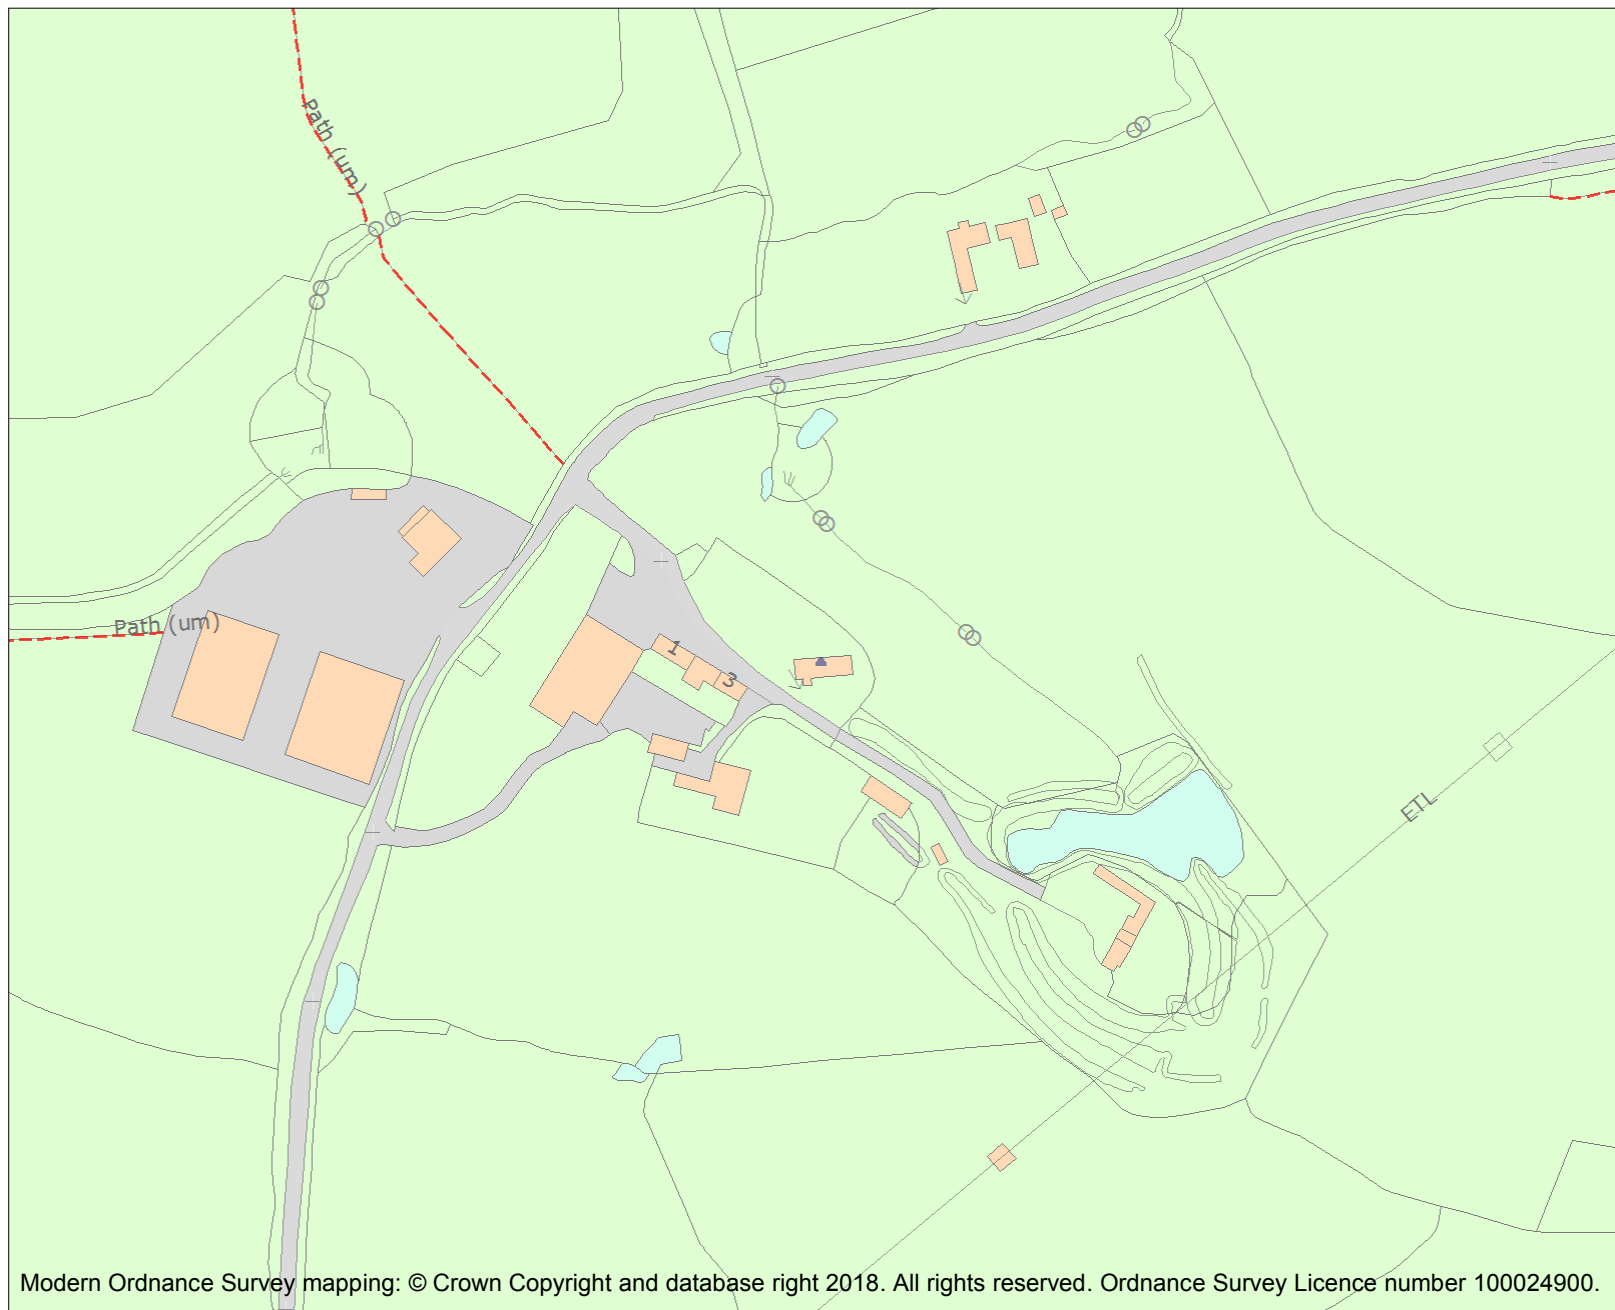 Path (um)
Path (um)
1
3
ETL
Modern Ordnance Survey mapping: © Crown Copyright and database right 2018. All rights reserved. Ordnance Survey Licence number 100024900.